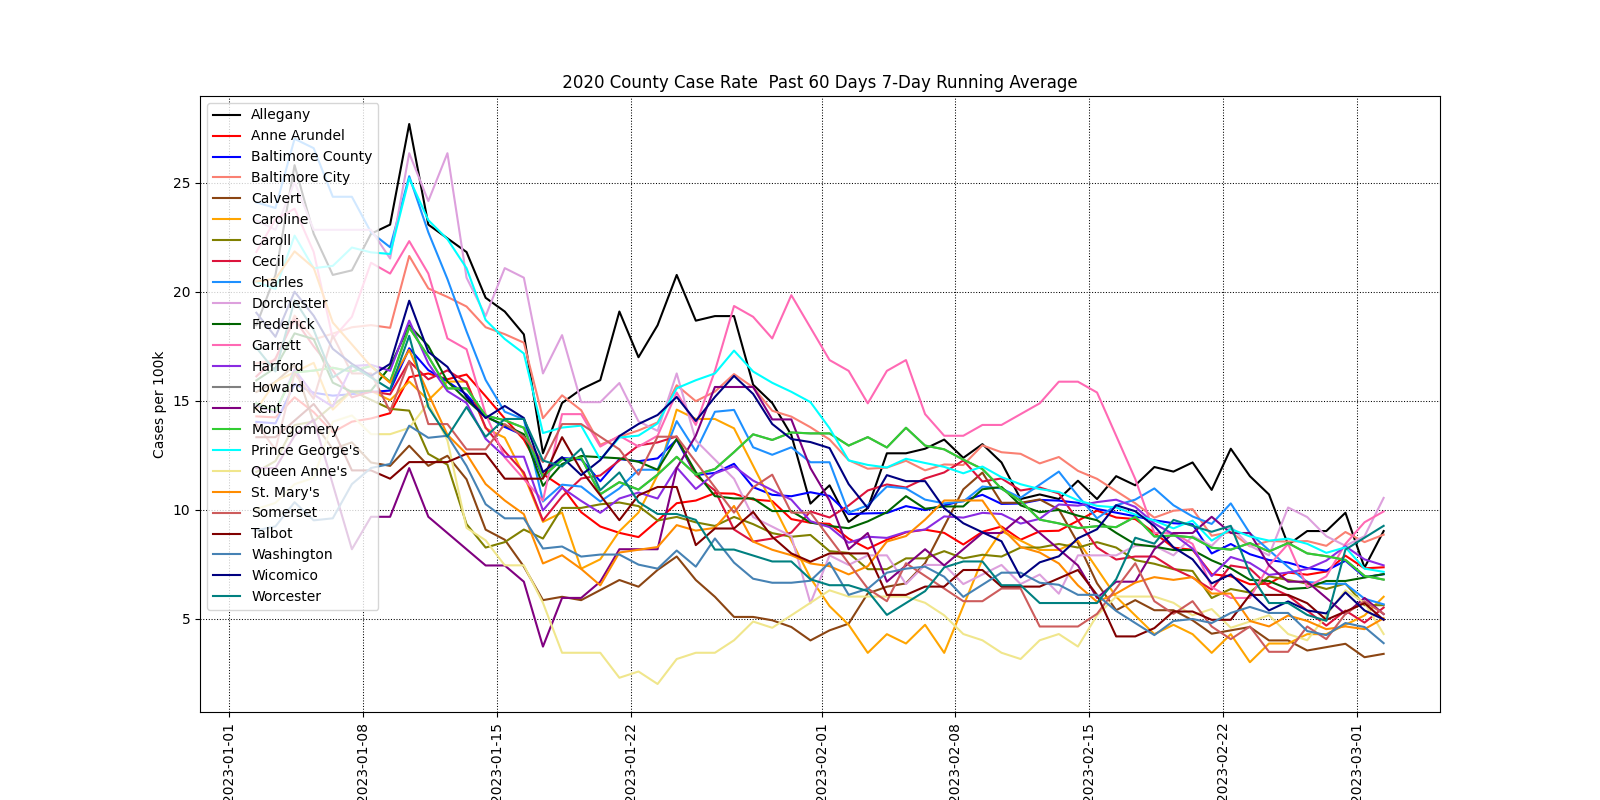 2020 County Case Rate  Past 60 Days 7-Day Running Average
Cases per 100k
25
20
15
10
5
Allegany
Anne Arundel
Baltimore County
Baltimore City
Calvert
Caroline
Caroll
Cecil
Charles
Dorchester
Frederick
Garrett
Harford
Howard
Kent
Montgomery
Prince George's
Queen Anne's
St. Mary's
Somerset
Talbot
Washington
Wicomico
Worcester
2023-01-01
2023-01-08
2023-01-15
2023-01-22
2023-02-01
2023-02-08
2023-02-15
2023-02-22
2023-03-01